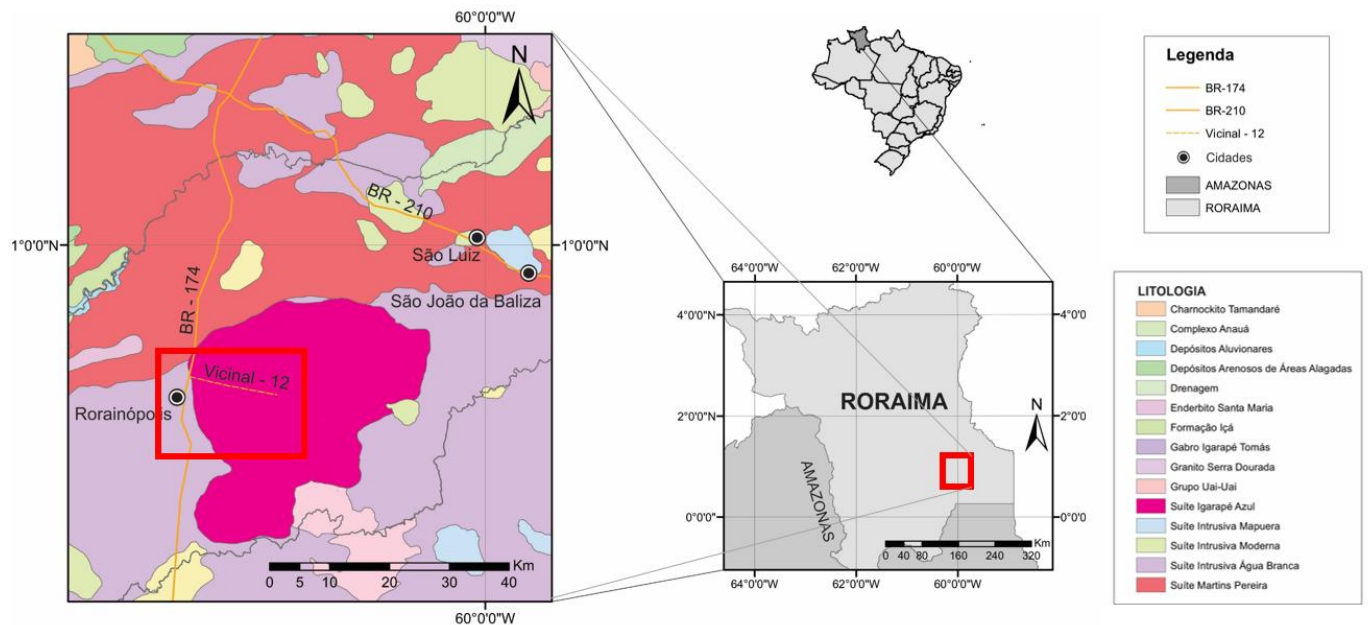 60°0'0"W
N
BR - 210
1°0'0"N
1°0'0"N
São Luiz
São João da Baliza
BR - 174
Vicinal - 12
Rorainópolis
0 5 10 20 30 40 Km
60°0'0"W
64°0'0"W 62°0'0"W 60°0'0"W
4°0'0"N 4°0'0"N
RORAIMA
2°0'0"N 2°0'0"N
N
AMAZONAS
0°0'0" 0°0'0"
0 40 80 160 240 320 Km
64°0'0"W 62°0'0"W 60°0'0"W
Legenda
BR-174
BR-210
Vicinal - 12
Cidades
AMAZONAS
RORAIMA
LITOLOGIA
Charnockito Tamandaré
Complexo Anauá
Depósitos Aluvionares
Depósitos Arenosos de Áreas Alagadas
Drenagem
Enderbito Santa Maria
Formação Içá
Gabro Igarapé Tomás
Granito Serra Dourada
Grupo Uai-Uai
Suíte Igarapé Azul
Suíte Intrusiva Mapuera
Suíte Intrusiva Moderna
Suíte Intrusiva Água Branca
Suíte Martins Pereira